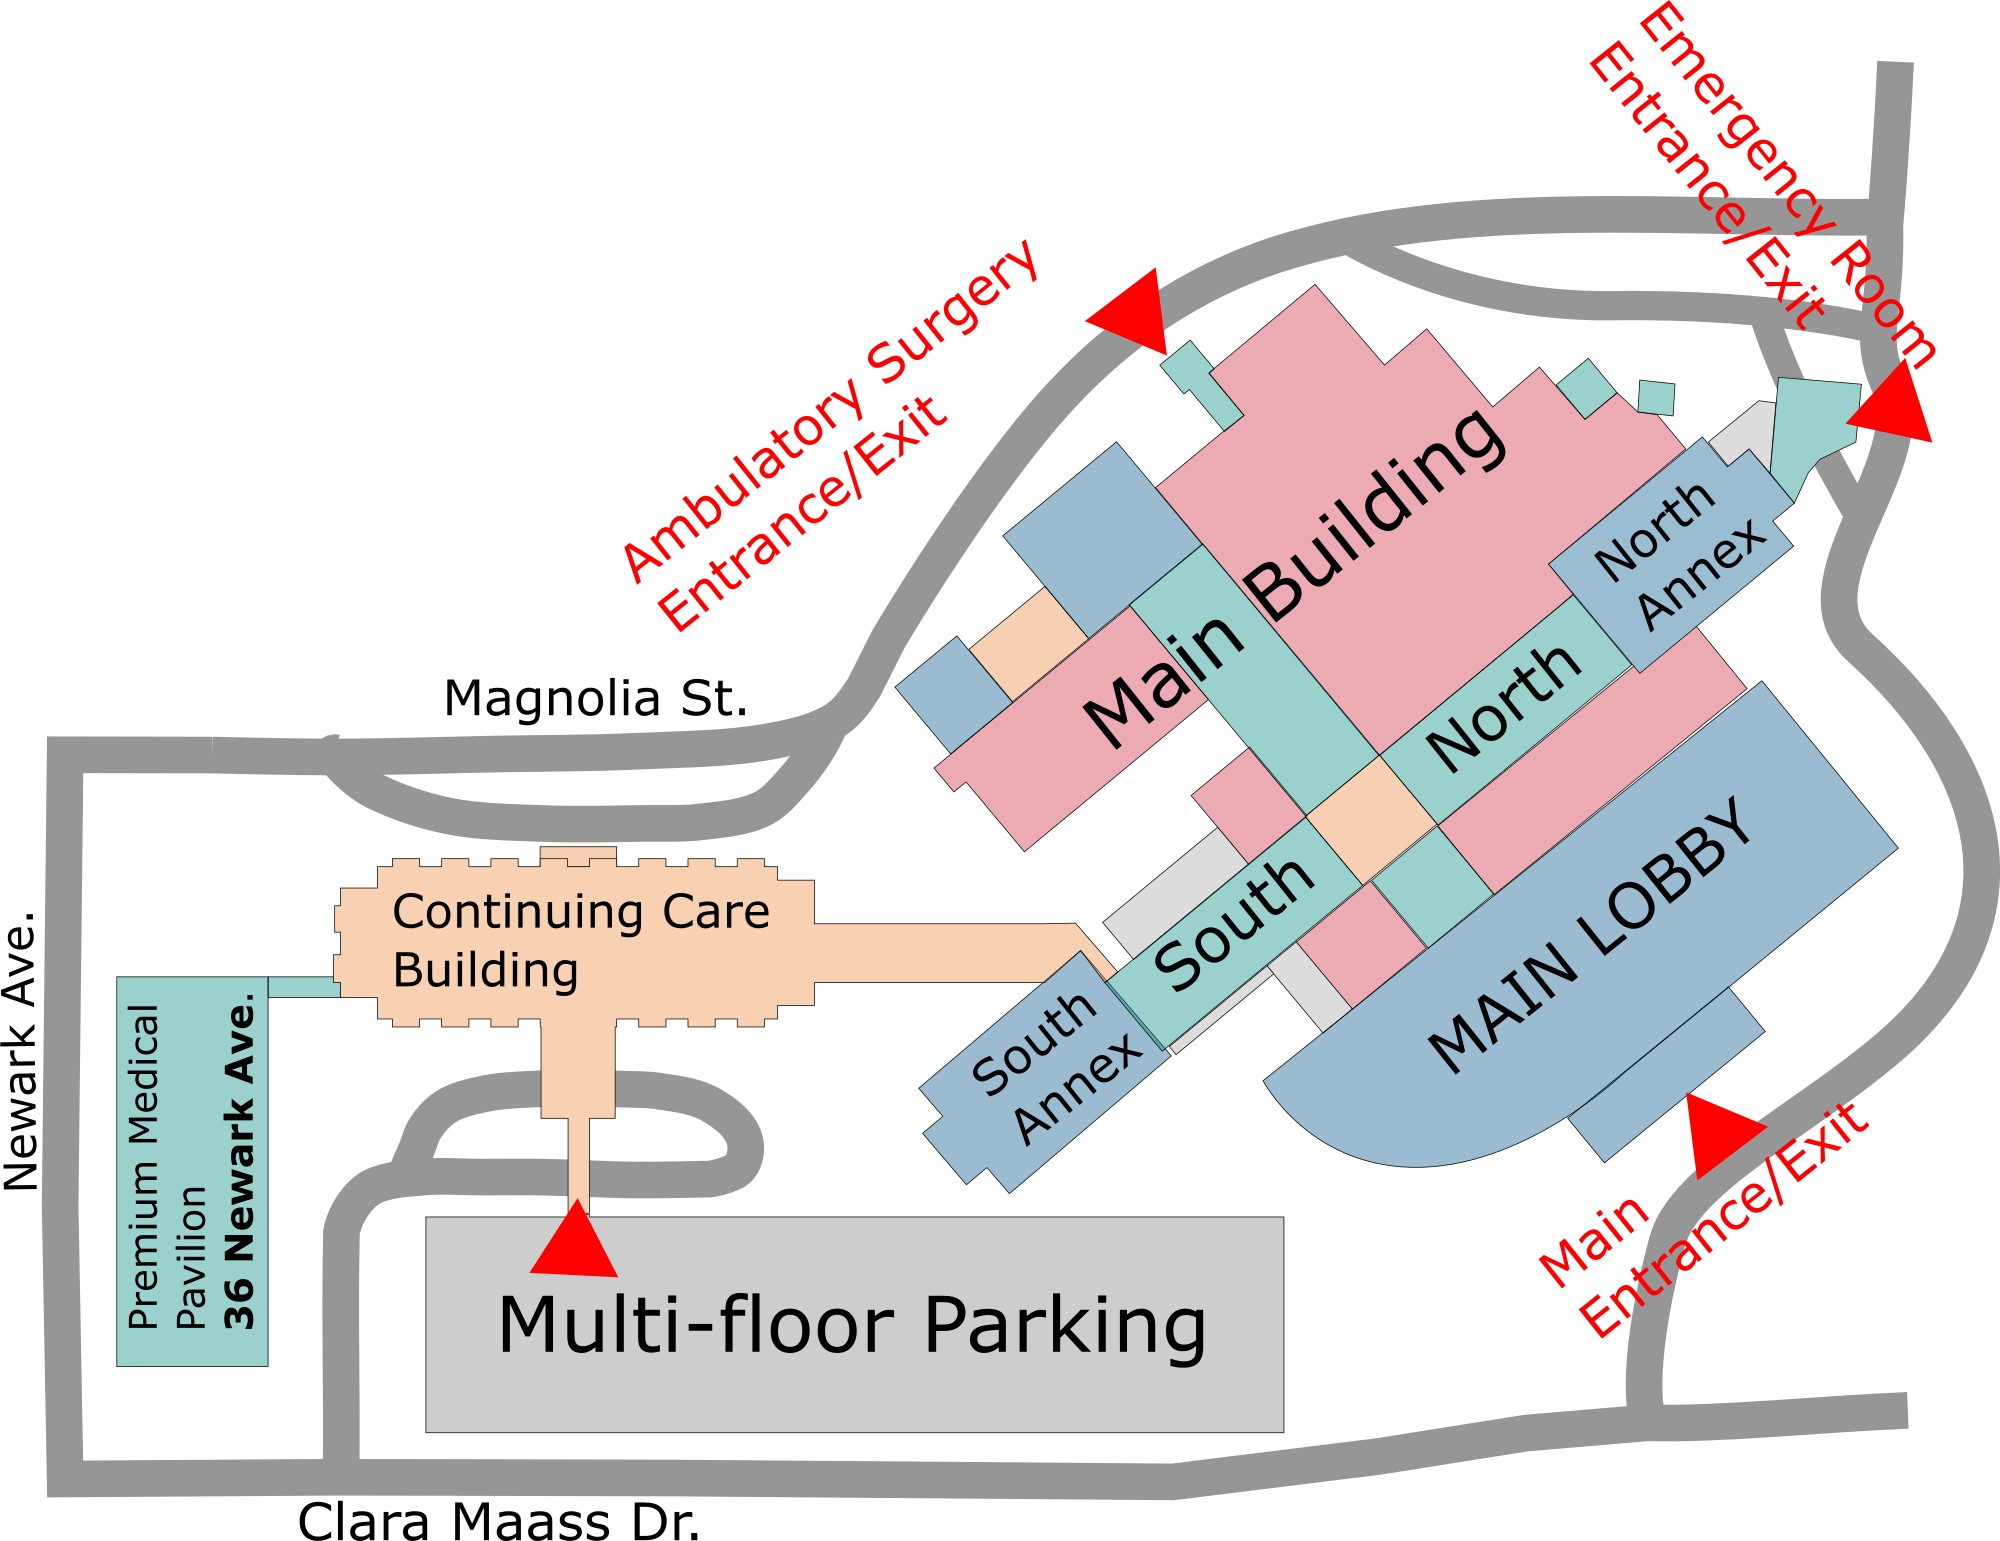 Emergency Room
Entrance/Exit
Ambulatory Surgery
Entrance/Exit
Main Building
North
Annex
North
Magnolia St.
South
MAIN LOBBY
Continuing Care
Building
South
Annex
Newark Ave.
Premium Medical
Pavilion
36 Newark Ave.
Main
Entrance/Exit
Multi-floor Parking
Clara Maass Dr.